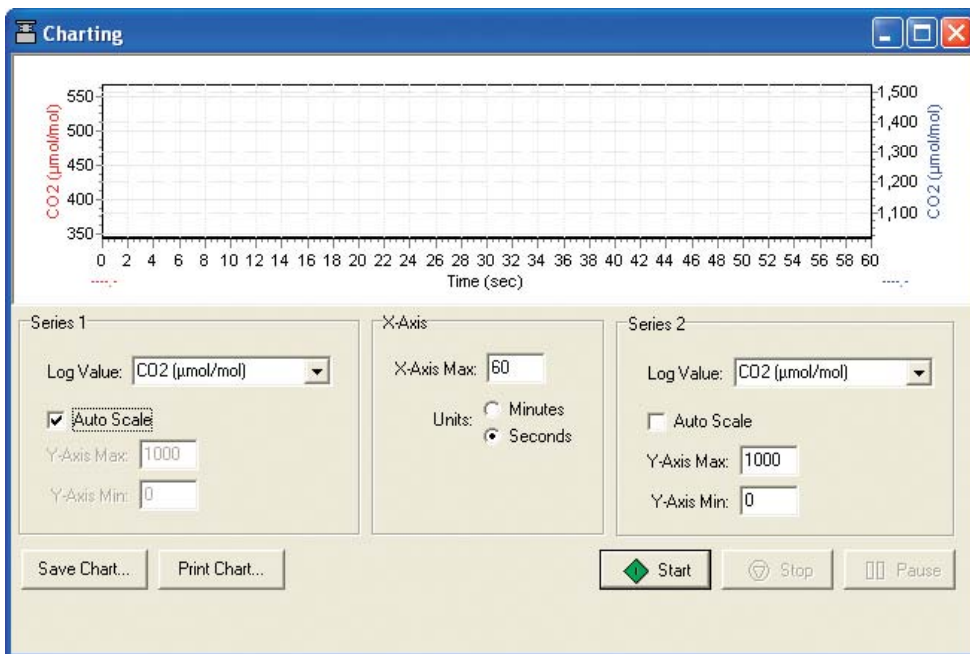 Charting
550
500
450
400
350
CO2 (µmol/mol)
1,500
1,400
1,300
1,200
1,100
CO2 (µmol/mol)
0 2 4 6 8 10 12 14 16 18 20 22 24 26 28 30 32 34 36 38 40 42 44 46 48 50 52 54 56 58 60
Time (sec)
----.- ----.-
Series 1
Log Value: CO2 (µmol/mol)
Auto Scale
Y-Axis Max: 1000
Y-Axis Min: 0
X-Axis
X-Axis Max: 60
Units: Minutes
Seconds
Series 2
Log Value: CO2 (µmol/mol)
Auto Scale
Y-Axis Max: 1000
Y-Axis Min: 0
Save Chart... Print Chart... Start Stop Pause